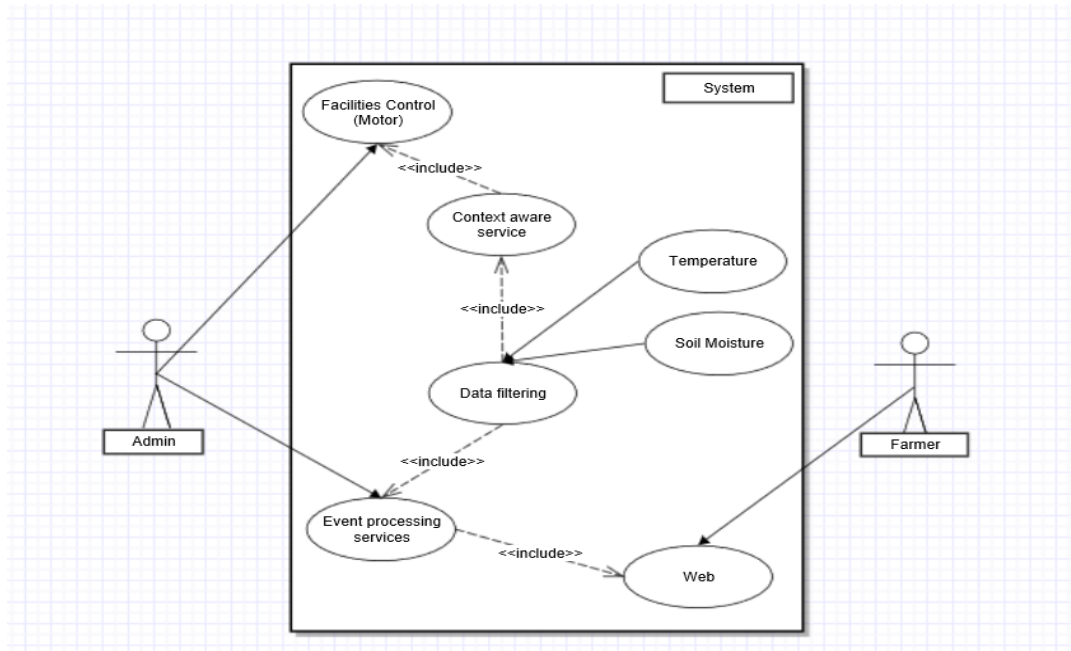 System
Facilities Control
(Motor)
<<include>>
Context aware
service
Temperature
<<include>>
Soil Moisture
Data filtering
Admin
Farmer
<<include>>
Event processing
services
<<include>>
Web